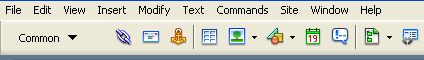 File Edit View Insert Modify Text Commands Site Window Help
Common 19